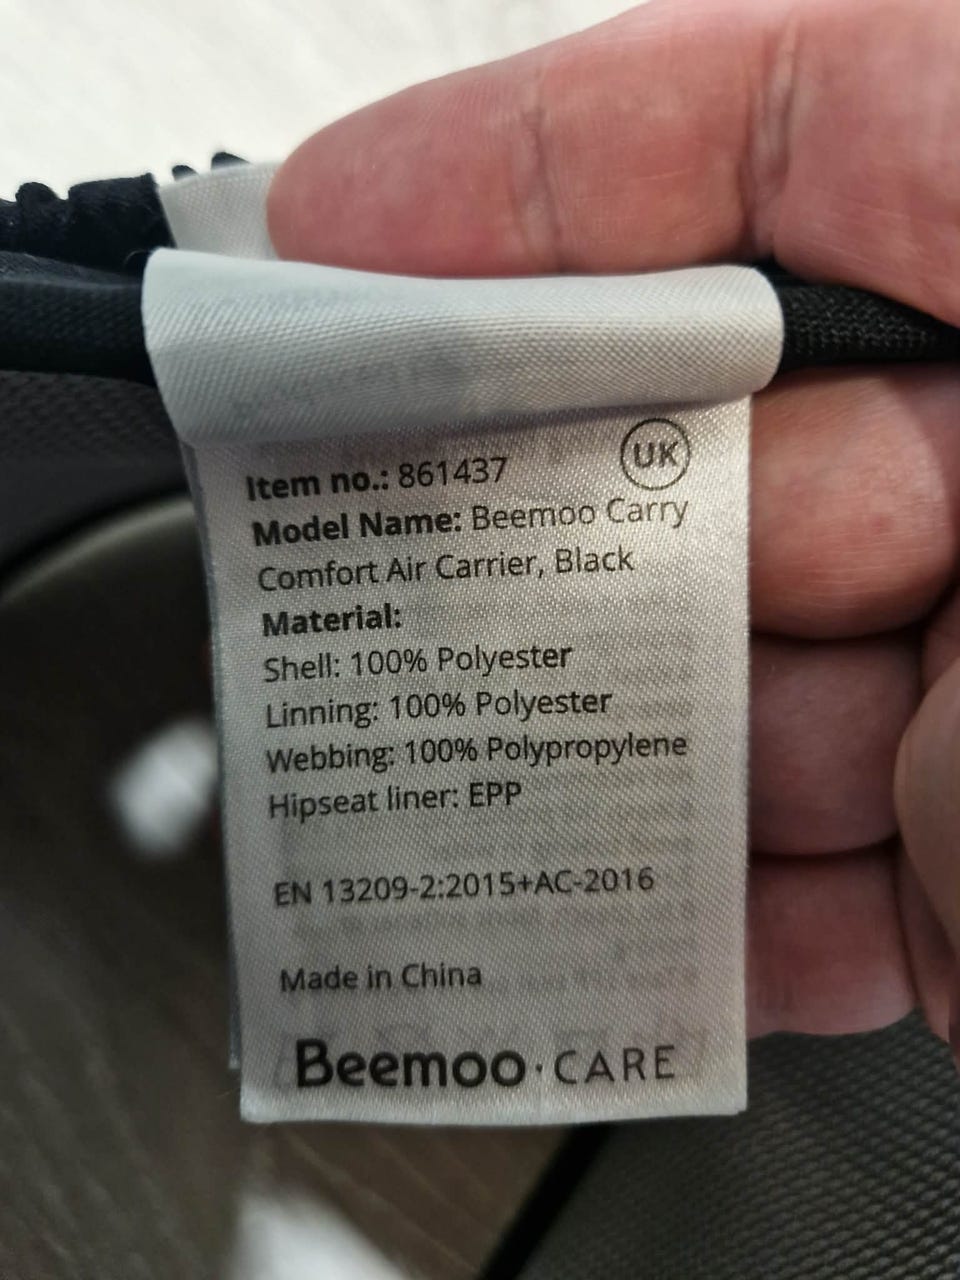 UK
Item no.: 861437
Model Name: Beemoo Carry
Comfort Air Carrier, Black
Material:
Shell: 100% Polyester
Linning: 100% Polyester
Webbing: 100% Polypropylene
Hipseat liner: EPP
EN 13209-2:2015+AC-2016
Made in China
Beemoo·CARE